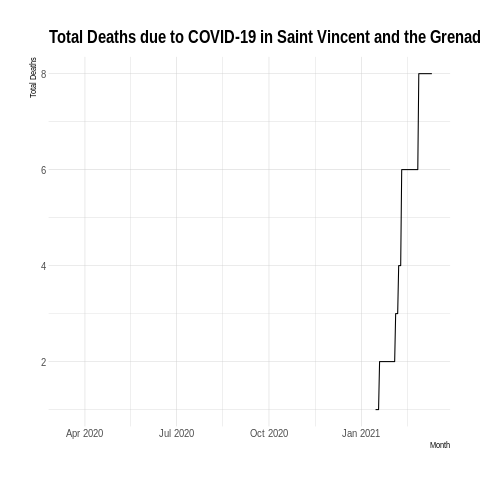 Total Deaths due to COVID-19 in Saint Vincent and the Grenad
Total Deaths
8
6
4
2
Apr 2020 Jul 2020 Oct 2020 Jan 2021
Month